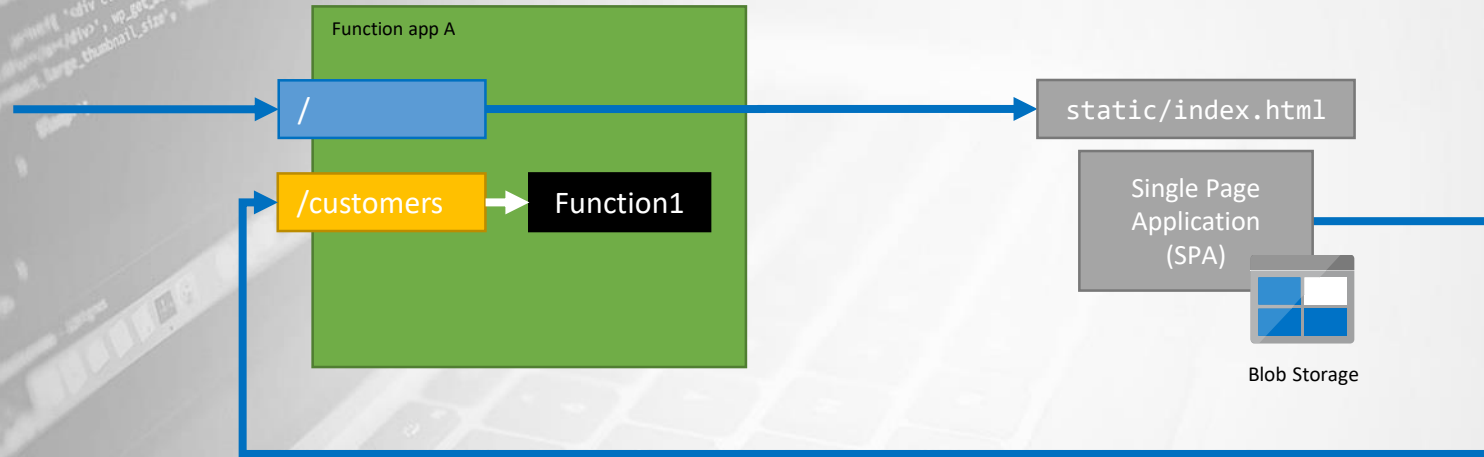 Function app A
/
static/index.html
/customers
Function1
Single Page
Application
(SPA)
Blob Storage